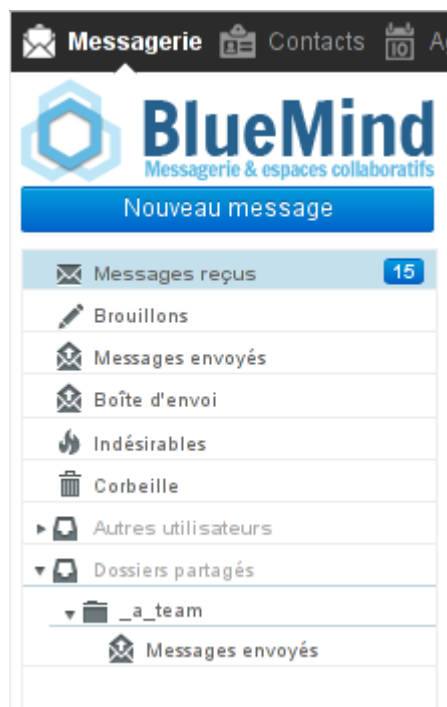 Messagerie Contacts
BlueMind
Messagerie & espaces collaboratifs
Nouveau message
Messages reçus 15
Brouillons
Messages envoyés
Boîte d'envoi
Indésirables
Corbeille
Autres utilisateurs
Dossiers partagés
_a_team
Messages envoyés